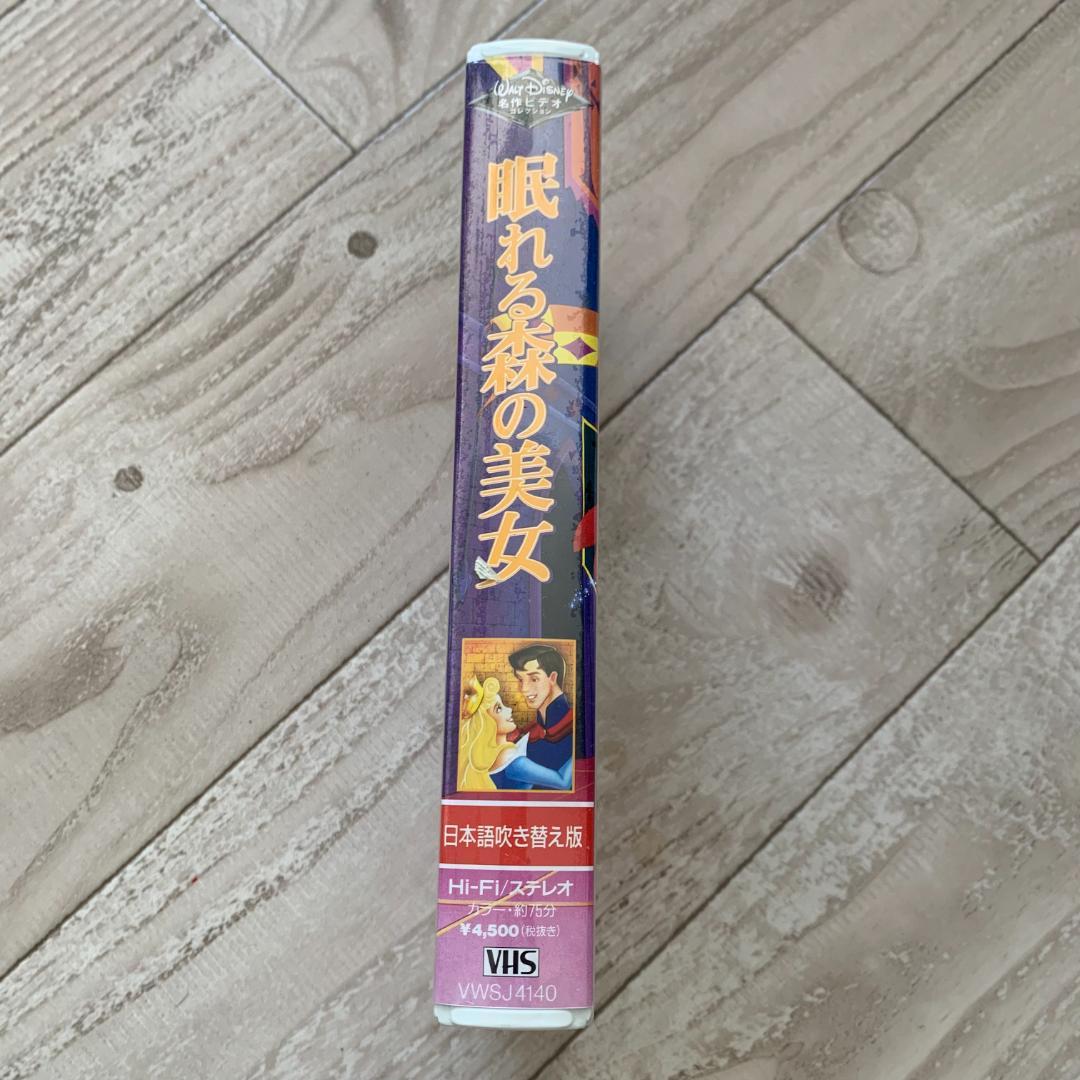 WALT DISNEY
名作ビデオ
コレクション
眠れる森の美女
日本語吹き替え版
Hi-Fi/ステレオ
カラー・約75分
¥4,500(税抜き)
VHS
VWSJ4140